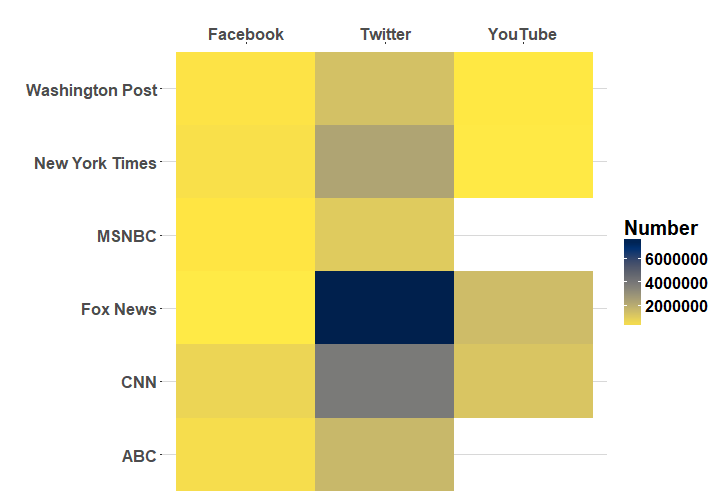 Facebook Twitter YouTube
Washington Post
New York Times
MSNBC
Fox News
CNN
ABC
Number
6000000
4000000
2000000